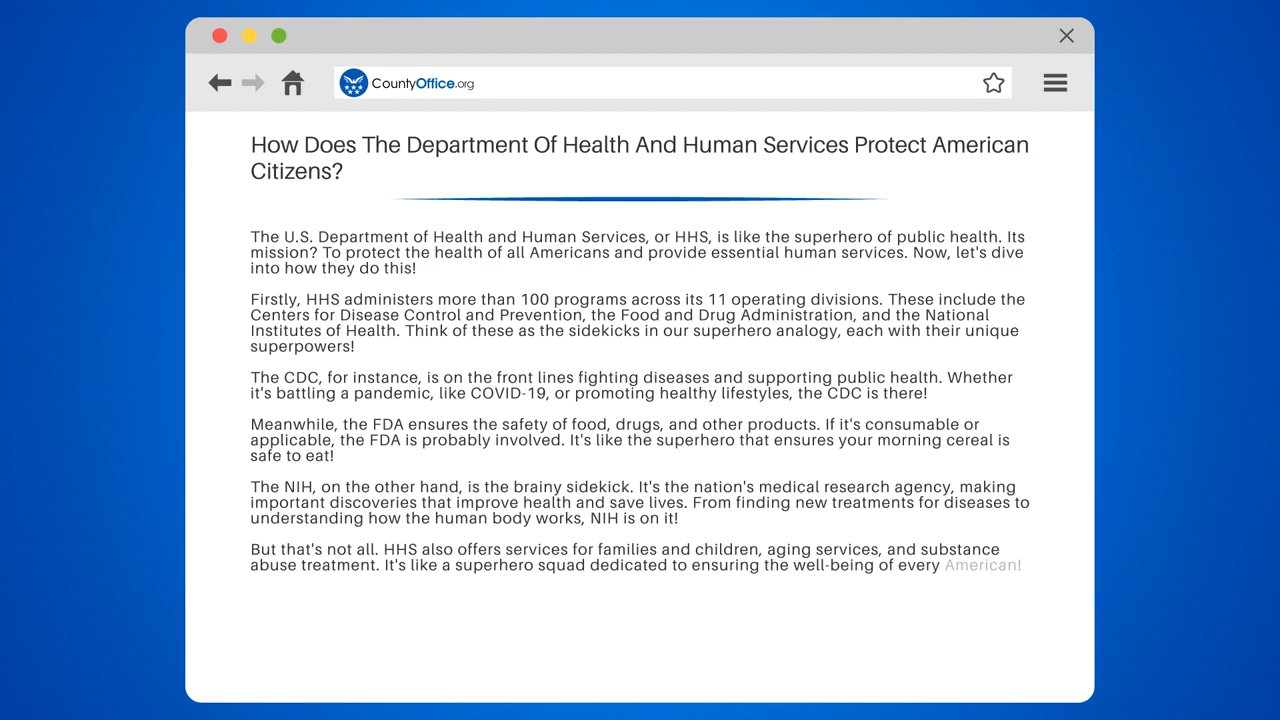 CountyOffice.org
How Does The Department Of Health And Human Services Protect American
Citizens?
The U.S. Department of Health and Human Services, or HHS, is like the superhero of public health. Its
mission? To protect the health of all Americans and provide essential human services. Now, let's dive
into how they do this!
Firstly, HHS administers more than 100 programs across its 11 operating divisions. These include the
Centers for Disease Control and Prevention, the Food and Drug Administration, and the National
Institutes of Health. Think of these as the sidekicks in our superhero analogy, each with their unique
superpowers!
The CDC, for instance, is on the front lines fighting diseases and supporting public health. Whether
it's battling a pandemic, like COVID-19, or promoting healthy lifestyles, the CDC is there!
Meanwhile, the FDA ensures the safety of food, drugs, and other products. If it's consumable or
applicable, the FDA is probably involved. It's like the superhero that ensures your morning cereal is
safe to eat!
The NIH, on the other hand, is the brainy sidekick. It's the nation's medical research agency, making
important discoveries that improve health and save lives. From finding new treatments for diseases to
understanding how the human body works, NIH is on it!
But that's not all. HHS also offers services for families and children, aging services, and substance
abuse treatment. It's like a superhero squad dedicated to ensuring the well-being of every American!